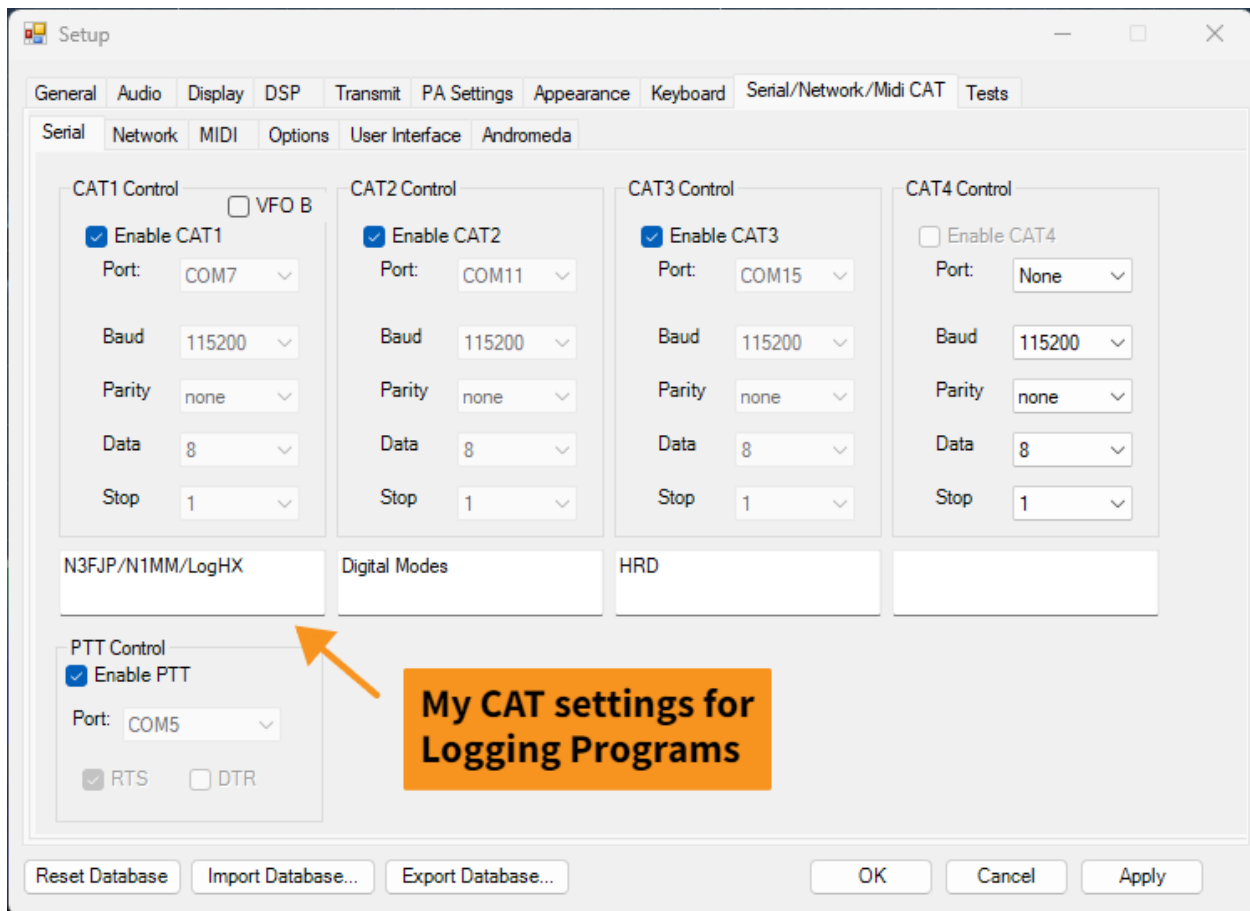 Setup
General Audio Display DSP Transmit PA Settings Appearance Keyboard Serial/Network/Midi CAT Tests
Serial Network MIDI Options User Interface Andromeda
CAT1 Control
VFO B
Enable CAT1
Port: COM7
Baud 115200
Parity none
Data 8
Stop 1
N3FJP/N1MM/LogHX
CAT2 Control
Enable CAT2
Port: COM11
Baud 115200
Parity none
Data 8
Stop 1
Digital Modes
CAT3 Control
Enable CAT3
Port: COM15
Baud 115200
Parity none
Data 8
Stop 1
HRD
CAT4 Control
Enable CAT4
Port: None
Baud 115200
Parity none
Data 8
Stop 1
PTT Control
Enable PTT
Port: COM5
RTS DTR
My CAT settings for
Logging Programs
Reset Database Import Database... Export Database... OK Cancel Apply